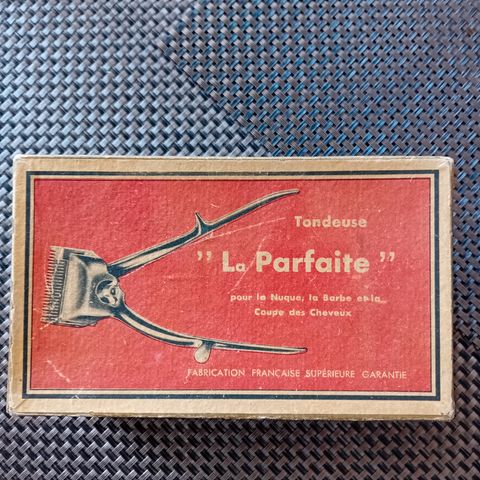 Tondeuse
" La Parfaite "
pour la Nuque, la Barbe et la
Coupe des Cheveux
FABRICATION FRANÇAISE SUPÉRIEURE GARANTIE